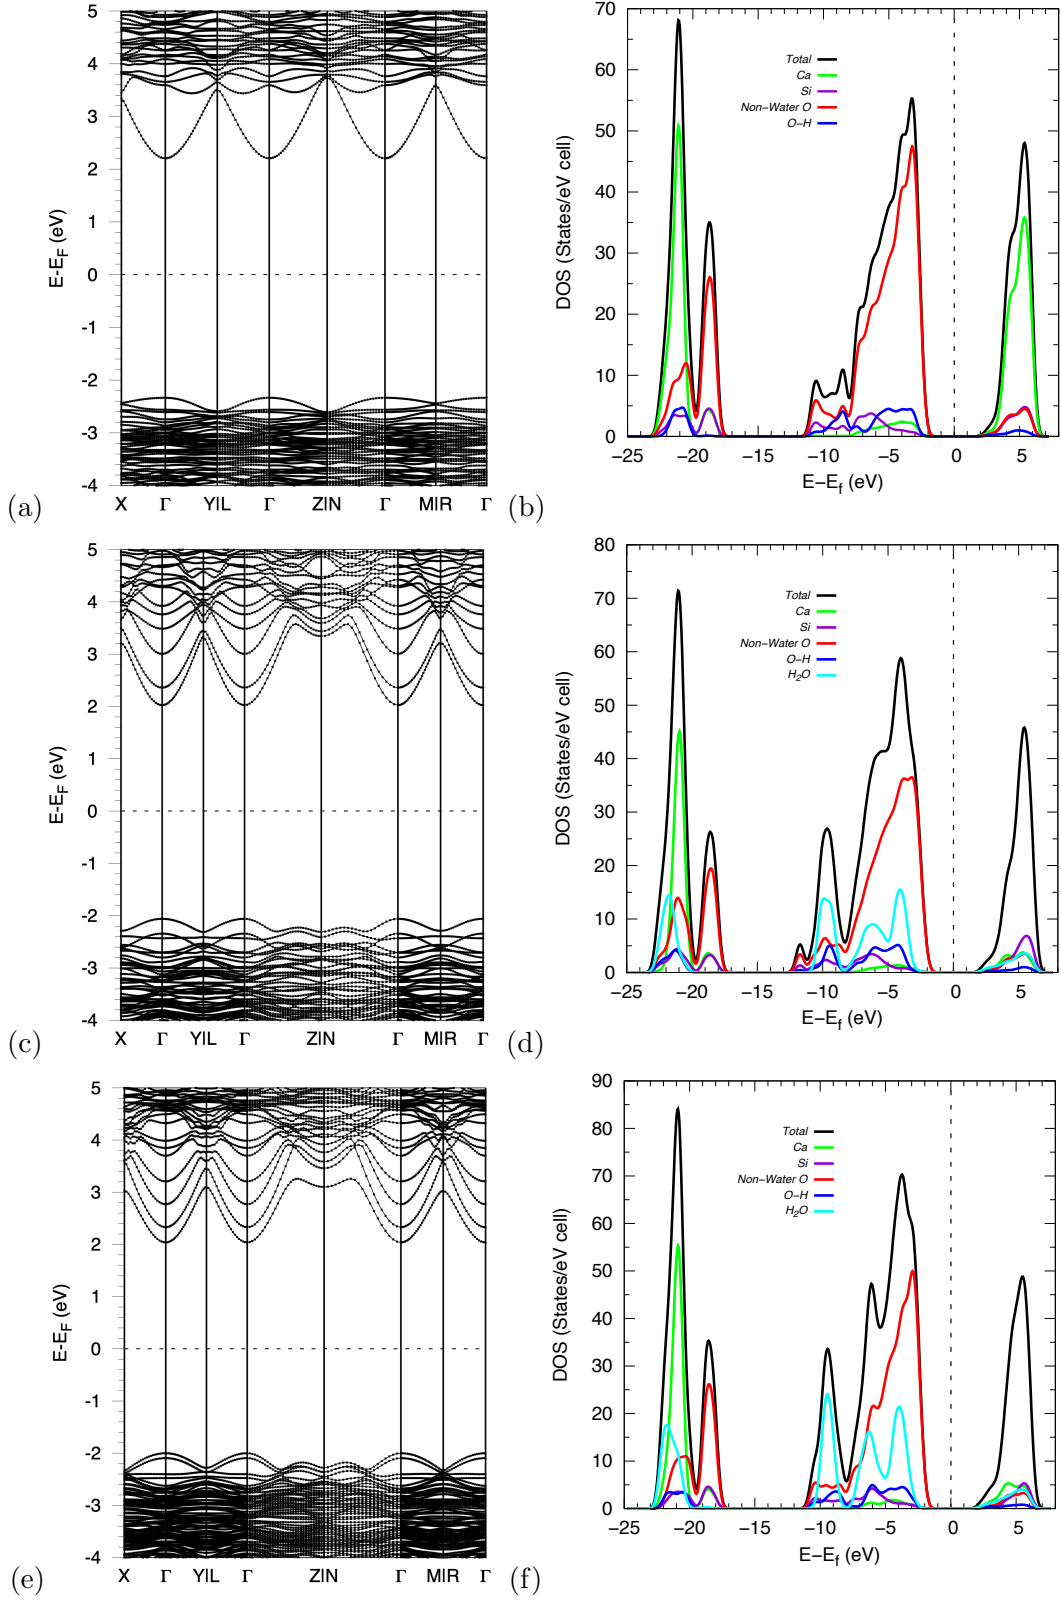 5
4
3
2
1
0
-1
-2
-3
-4
E-E_F (eV)
X Γ Y|L Γ Z|N Γ M|R Γ
(a)
70
60
50
40
30
20
10
0
DOS (States/eV cell)
Total
Ca
Si
Non−Water O
O−H
−25 −20 −15 −10 −5 0 5
E−E_f (eV)
(b)
5
4
3
2
1
0
-1
-2
-3
-4
E-E_F (eV)
X Γ Y|L Γ Z|N Γ M|R Γ
(c)
80
70
60
50
40
30
20
10
0
DOS (States/eV cell)
Total
Ca
Si
Non−Water O
O−H
H₂O
−25 −20 −15 −10 −5 0 5
E−E_f (eV)
(d)
5
4
3
2
1
0
-1
-2
-3
-4
E-E_F (eV)
X Γ Y|L Γ Z|N Γ M|R Γ
(e)
90
80
70
60
50
40
30
20
10
0
DOS (States/eV cell)
Total
Ca
Si
Non−Water O
O−H
H₂O
−25 −20 −15 −10 −5 0 5
E−E_f (eV)
(f)